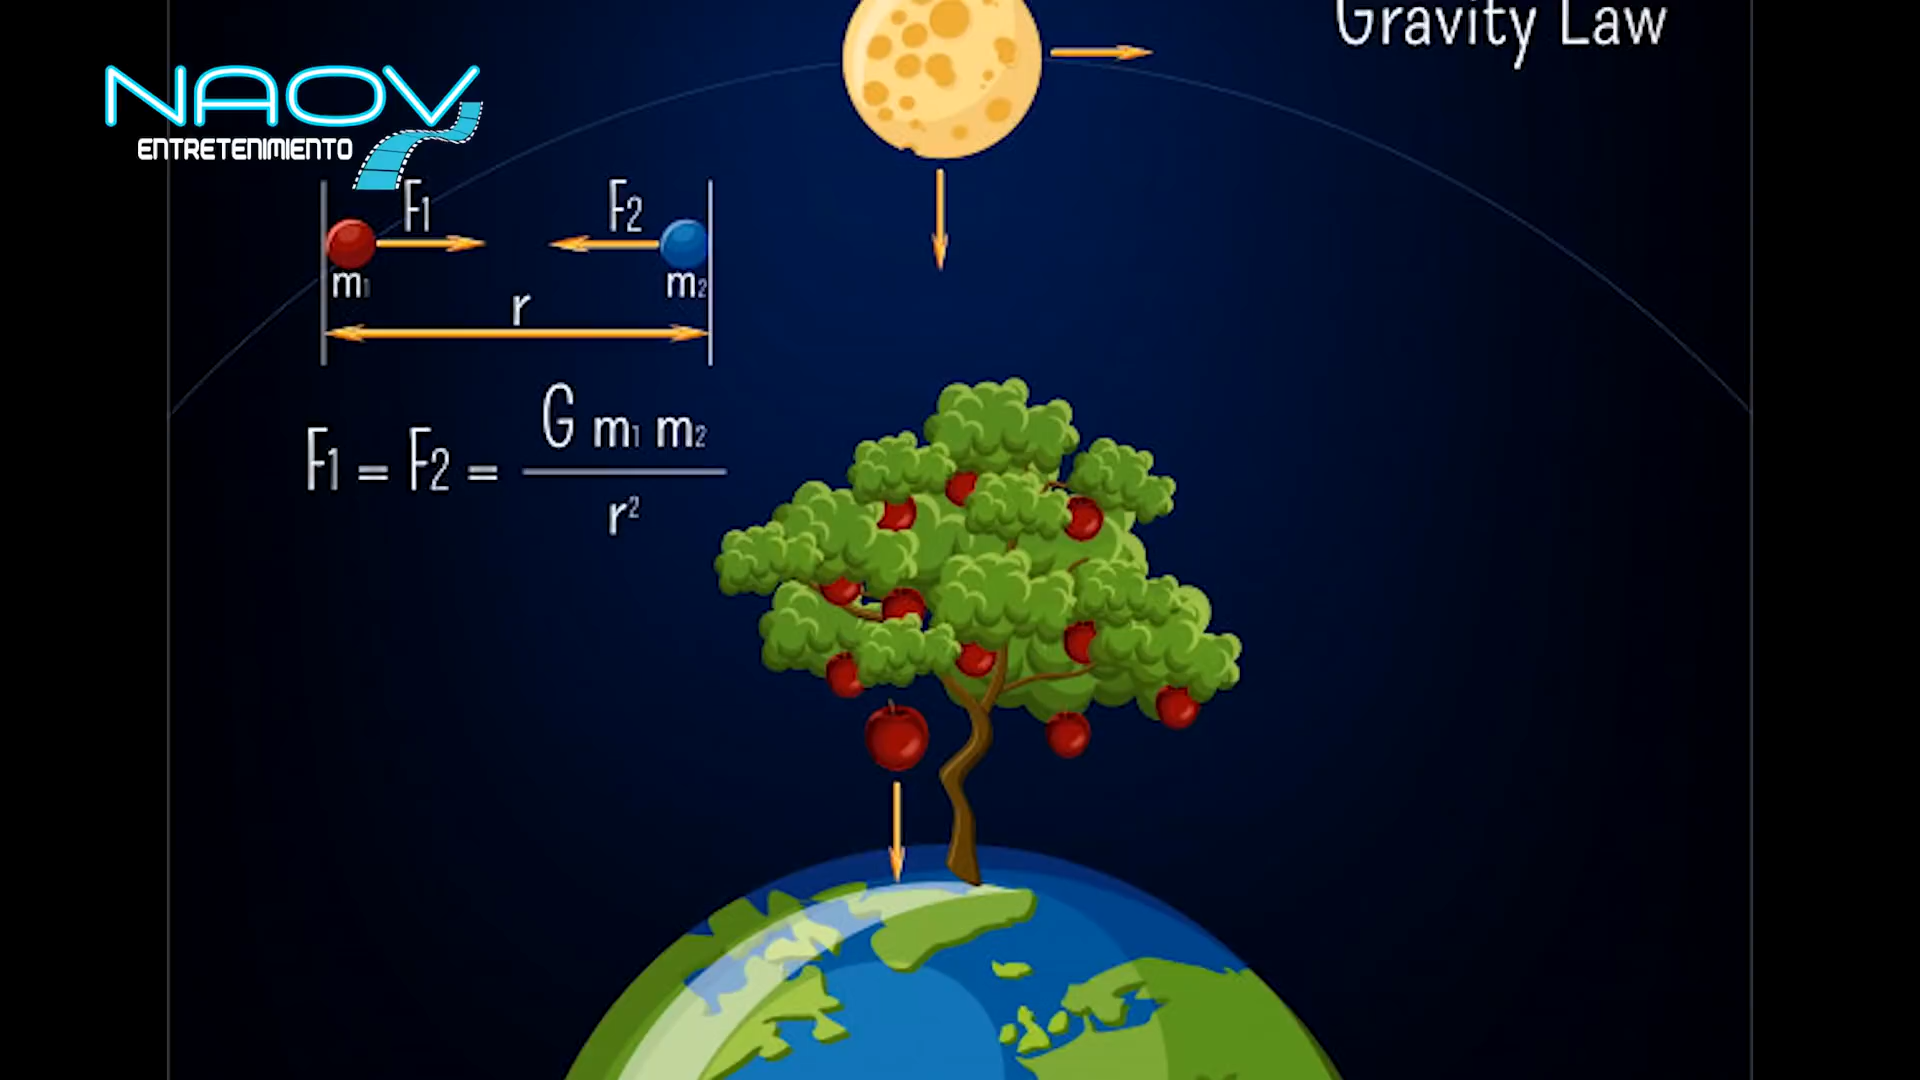 Gravity Law
NAOV
ENTRETENIMIENTO
F1 F2
m1 m2
r
F1 = F2 = G m1 m2
r²